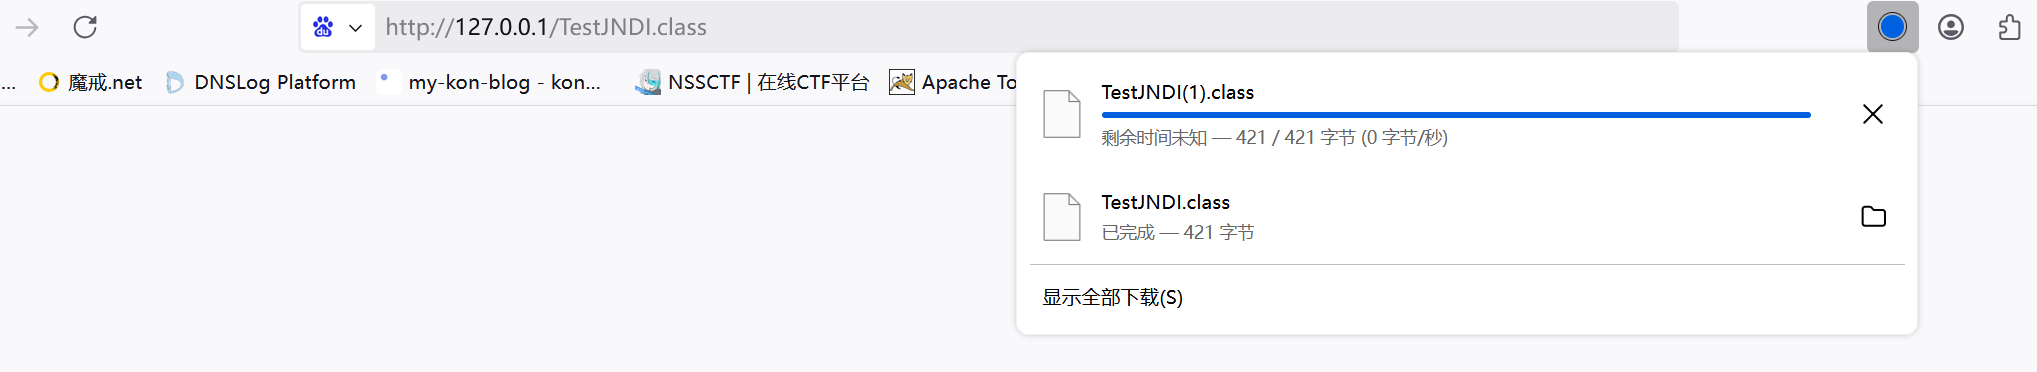 http://127.0.0.1/TestJNDI.class
... 魔戒.net DNSLog Platform my-kon-blog - kon... NSSCTF | 在线CTF平台 Apache To
TestJNDI(1).class
剩余时间未知 — 421 / 421 字节 (0 字节/秒)
TestJNDI.class
已完成 — 421 字节
显示全部下载(S)